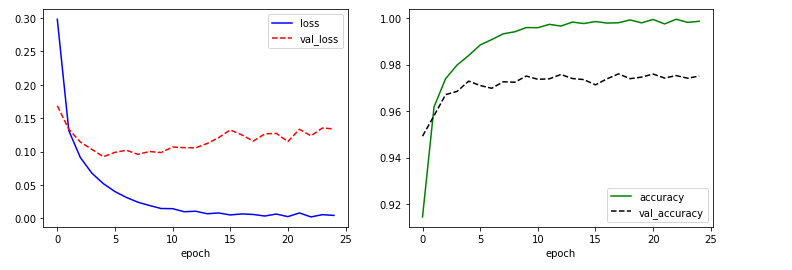 0.30
0.25
0.20
0.15
0.10
0.05
0.00
0 5 10 15 20 25
epoch
loss
val_loss
1.00
0.98
0.96
0.94
0.92
0 5 10 15 20 25
epoch
accuracy
val_accuracy